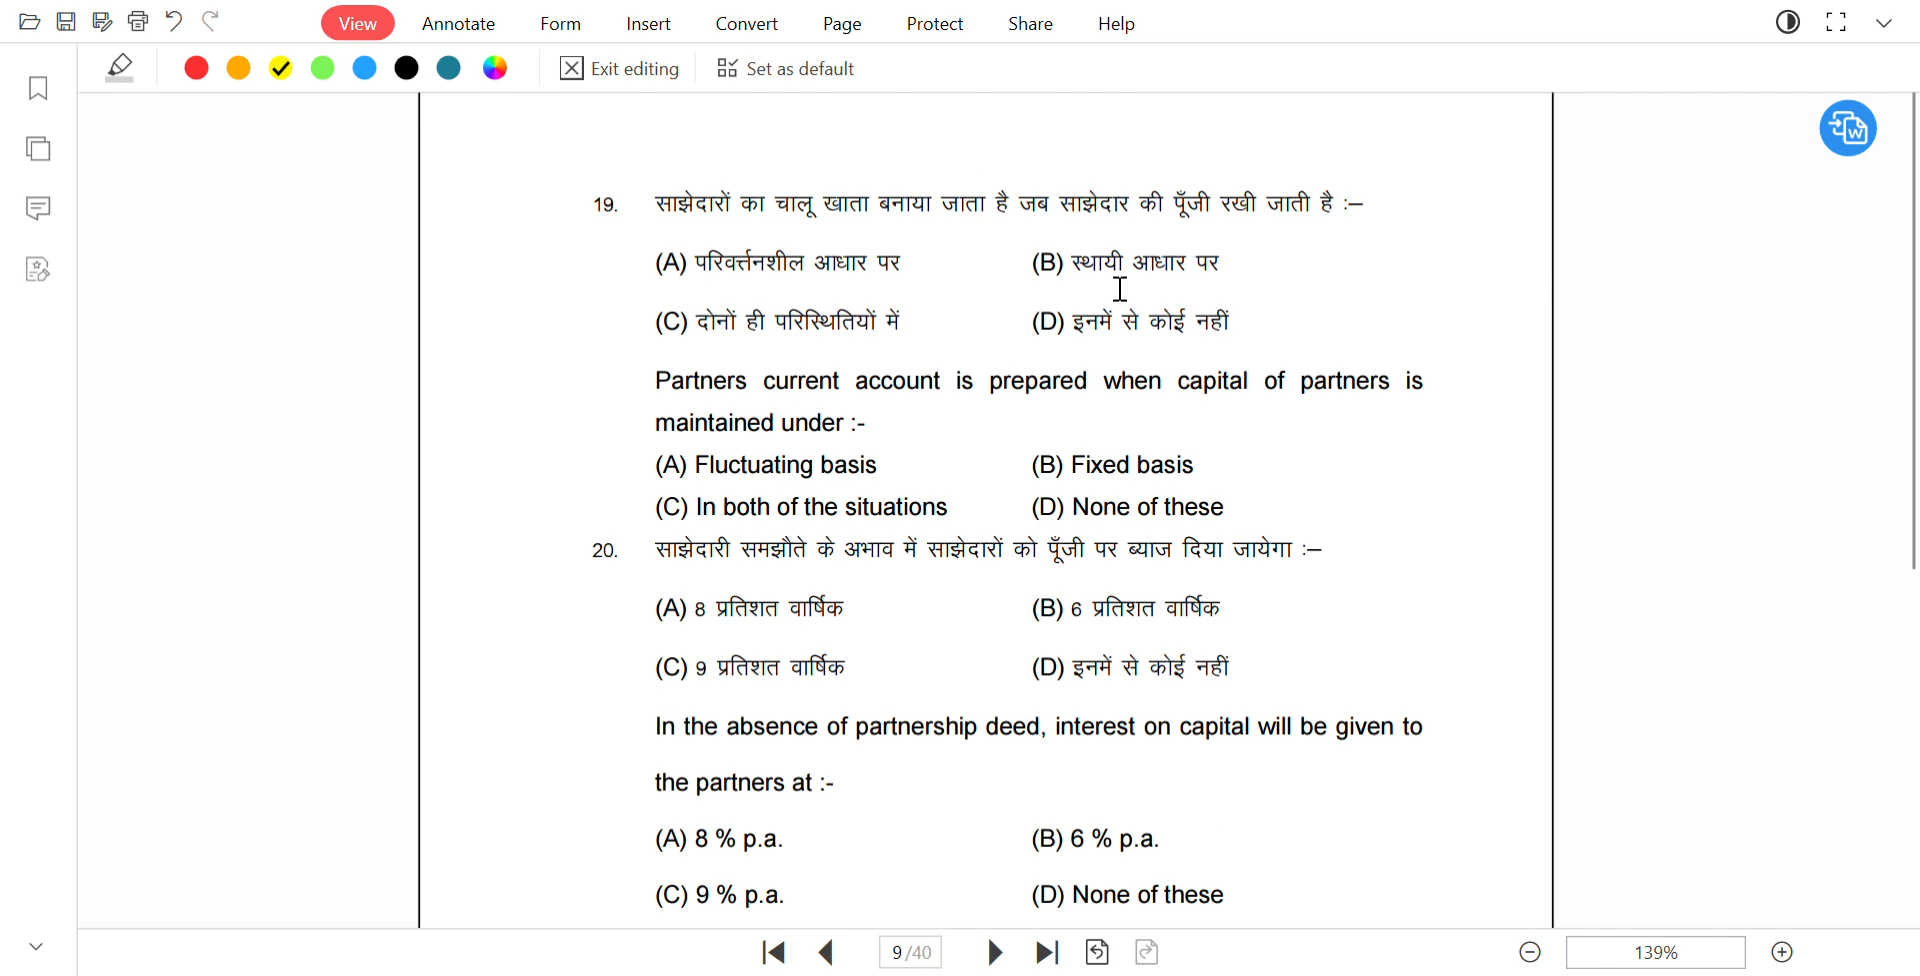 View Annotate Form Insert Convert Page Protect Share Help
Exit editing Set as default
W
19. साझेदारों का चालू खाता बनाया जाता है जब साझेदार की पूँजी रखी जाती है :–
(A) परिवर्त्तनशील आधार पर (B) स्थायी आधार पर
(C) दोनों ही परिस्थितियों में (D) इनमें से कोई नहीं
Partners current account is prepared when capital of partners is
maintained under :-
(A) Fluctuating basis (B) Fixed basis
(C) In both of the situations (D) None of these
20. साझेदारी समझौते के अभाव में साझेदारों को पूँजी पर ब्याज दिया जायेगा :–
(A) 8 प्रतिशत वार्षिक (B) 6 प्रतिशत वार्षिक
(C) 9 प्रतिशत वार्षिक (D) इनमें से कोई नहीं
In the absence of partnership deed, interest on capital will be given to
the partners at :-
(A) 8 % p.a. (B) 6 % p.a.
(C) 9 % p.a. (D) None of these
9 /40 139%